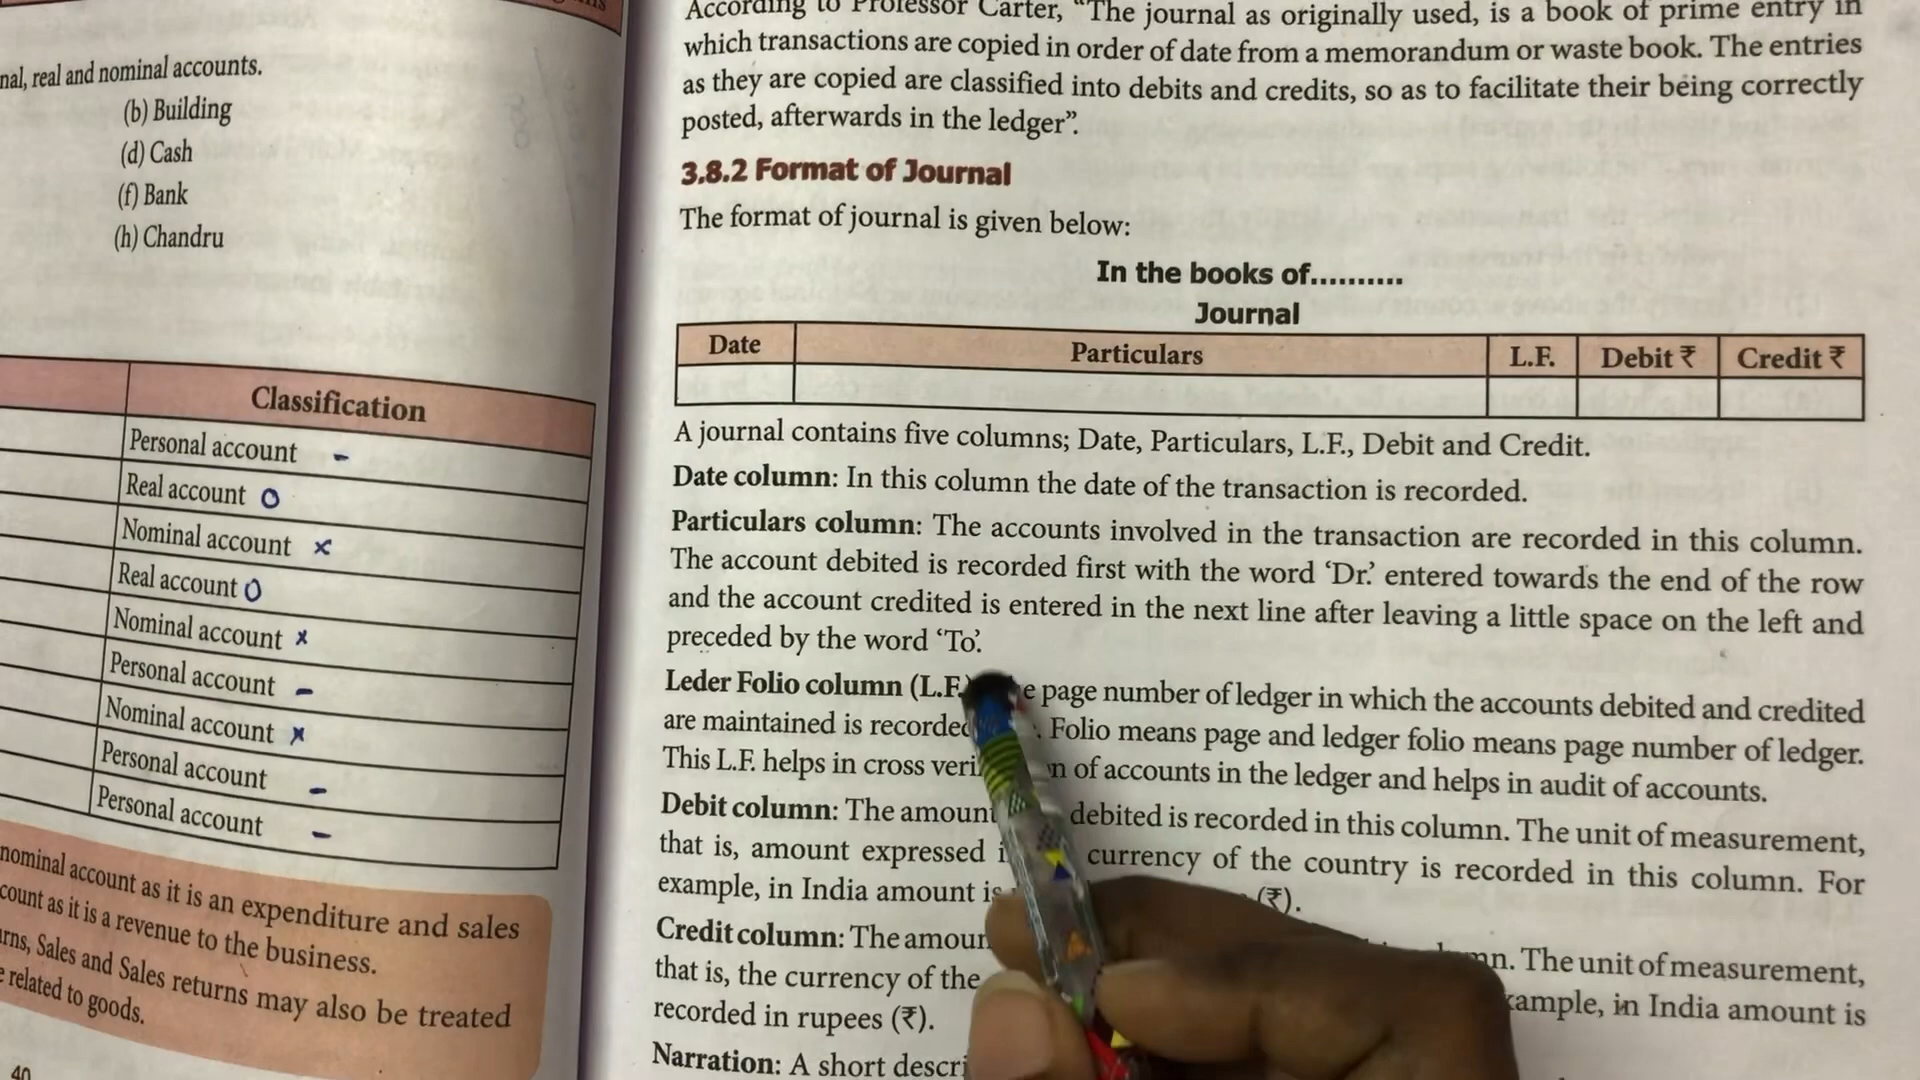 nal, real and nominal accounts.
(b) Building
(d) Cash
(f) Bank
(h) Chandru
Classification
Personal account -
Real account O
Nominal account x
Real account O
Nominal account x
Personal account -
Nominal account x
Personal account -
Personal account -
nominal account as it is an expenditure and sales
count as it is a revenue to the business.
rns, Sales and Sales returns may also be treated
related to goods.
40
According to Professor Carter, “The journal as originally used, is a book of prime entry in
which transactions are copied in order of date from a memorandum or waste book. The entries
as they are copied are classified into debits and credits, so as to facilitate their being correctly
posted, afterwards in the ledger”.
3.8.2 Format of Journal
The format of journal is given below:
In the books of..........
Journal
Date Particulars L.F. Debit ₹ Credit ₹
A journal contains five columns; Date, Particulars, L.F., Debit and Credit.
Date column: In this column the date of the transaction is recorded.
Particulars column: The accounts involved in the transaction are recorded in this column.
The account debited is recorded first with the word ‘Dr.’ entered towards the end of the row
and the account credited is entered in the next line after leaving a little space on the left and
preceded by the word ‘To’.
Leder Folio column (L.F.) e page number of ledger in which the accounts debited and credited
are maintained is recorded . Folio means page and ledger folio means page number of ledger.
This L.F. helps in cross veri n of accounts in the ledger and helps in audit of accounts.
Debit column: The amount debited is recorded in this column. The unit of measurement,
that is, amount expressed i currency of the country is recorded in this column. For
example, in India amount is (₹).
Credit column: The amoun mn. The unit of measurement,
that is, the currency of the xample, in India amount is
recorded in rupees (₹).
Narration: A short descri